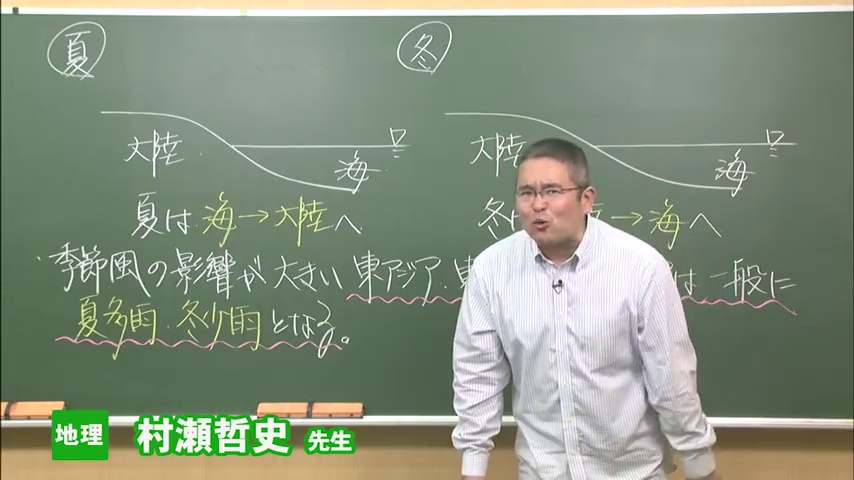 夏
冬
大陸
海
大陸
海
夏は 海→大陸へ
冬 →海へ
季節風の影響が大きい 東アジア・東 は一般に
夏多雨・冬少雨となる。
地理 村瀬哲史 先生